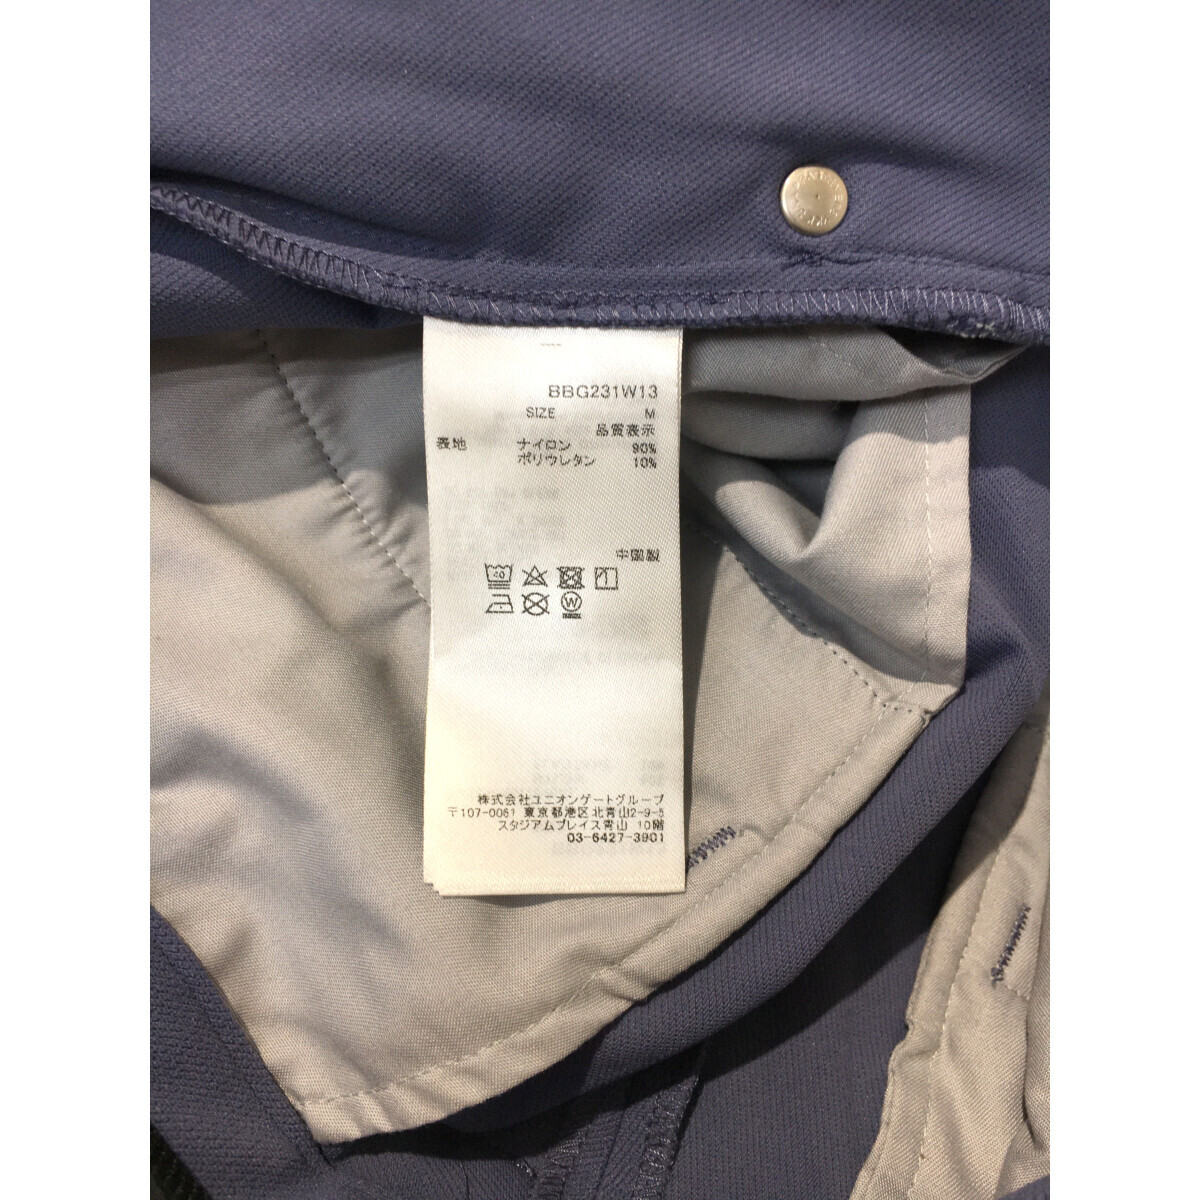 BBG231W13
SIZE M
品質表示
表地 ナイロン 90%
ポリウレタン 10%
中国製
40
W
株式会社ユニオンゲートグループ
〒107-0061 東京都港区北青山2-9-5
スタジアムプレイス青山 10階
03-6427-3901